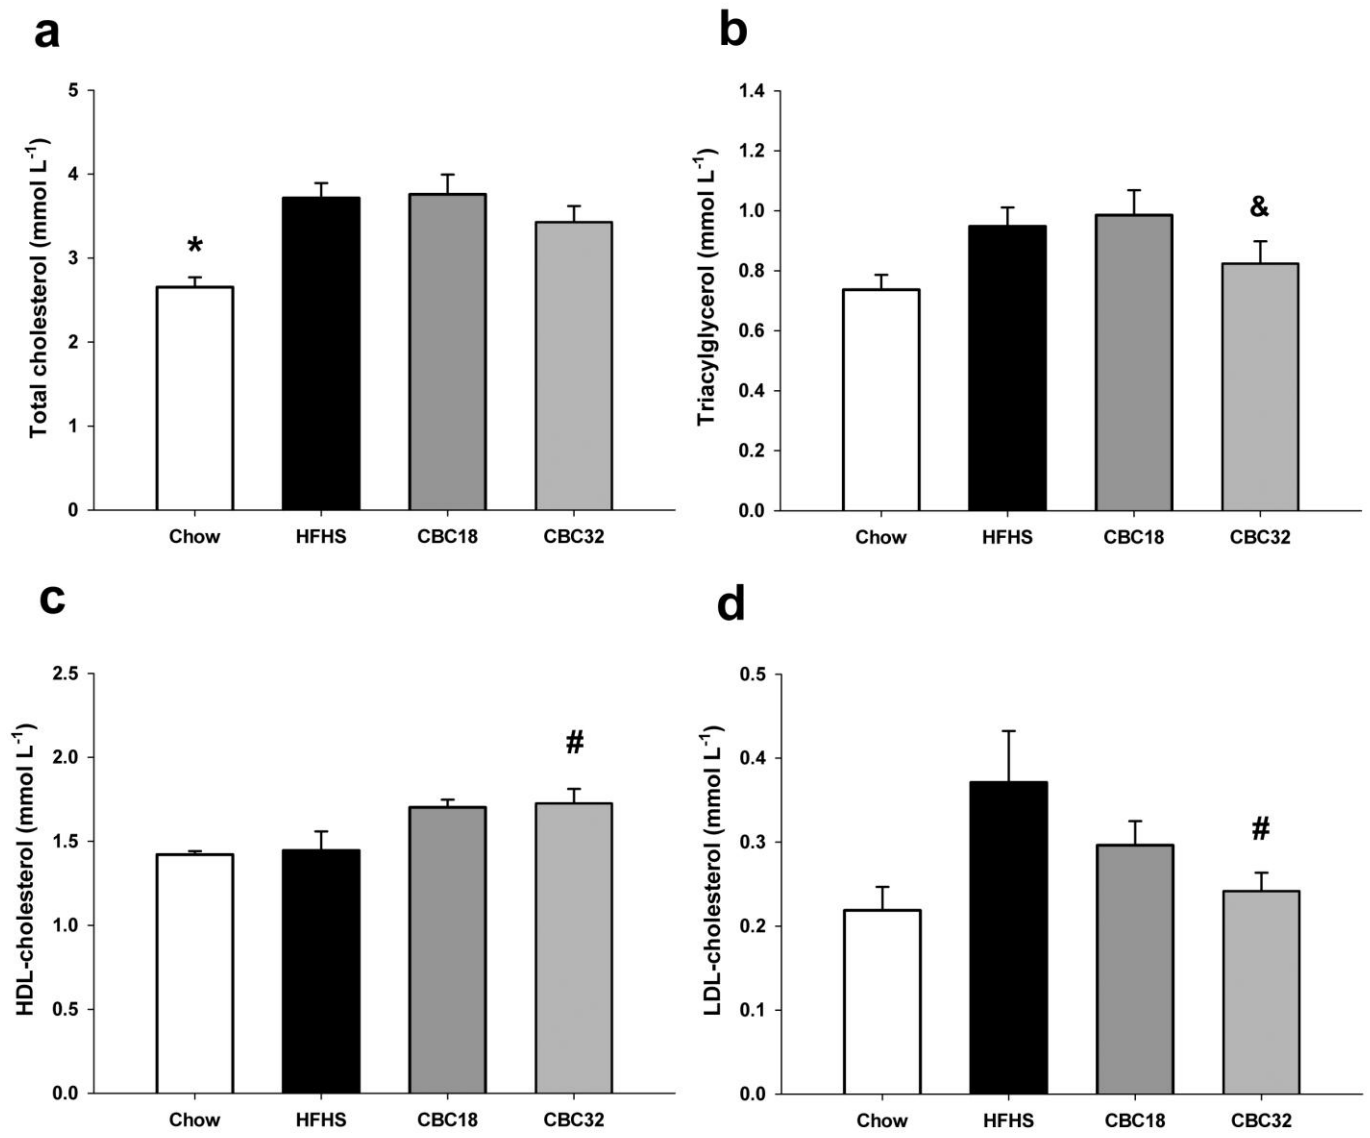 a
Total cholesterol (mmol L⁻¹)
5
4
3
2
1
0
*
Chow HFHS CBC18 CBC32
b
Triacylglycerol (mmol L⁻¹)
1.4
1.2
1.0
0.8
0.6
0.4
0.2
0.0
&
Chow HFHS CBC18 CBC32
c
HDL-cholesterol (mmol L⁻¹)
2.5
2.0
1.5
1.0
0.5
0.0
#
Chow HFHS CBC18 CBC32
d
LDL-cholesterol (mmol L⁻¹)
0.5
0.4
0.3
0.2
0.1
0.0
#
Chow HFHS CBC18 CBC32